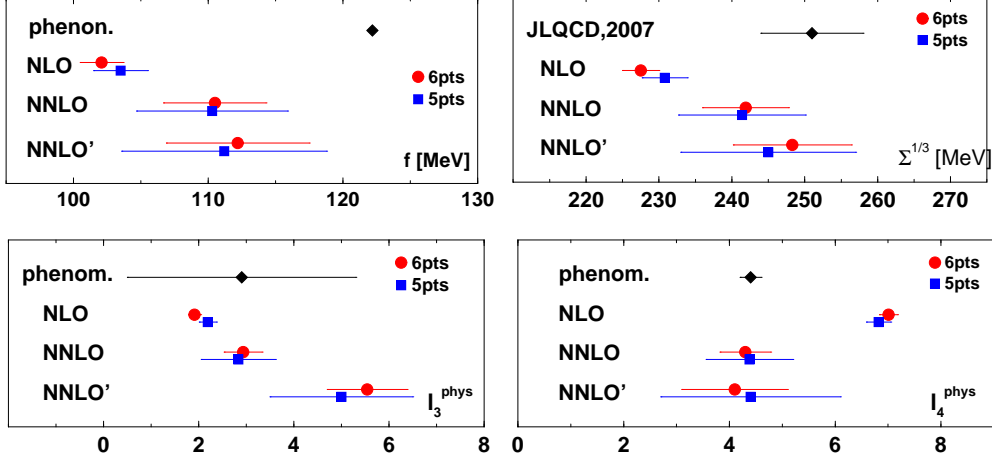 phenon.
NLO
NNLO
NNLO’
6pts
5pts
f [MeV]
100 110 120 130
JLQCD,2007
NLO
NNLO
NNLO’
6pts
5pts
Σ^1/3 [MeV]
220 230 240 250 260 270
phenom.
NLO
NNLO
NNLO’
6pts
5pts
l_3^phys
0 2 4 6 8
phenom.
NLO
NNLO
NNLO’
6pts
5pts
l_4^phys
0 2 4 6 8